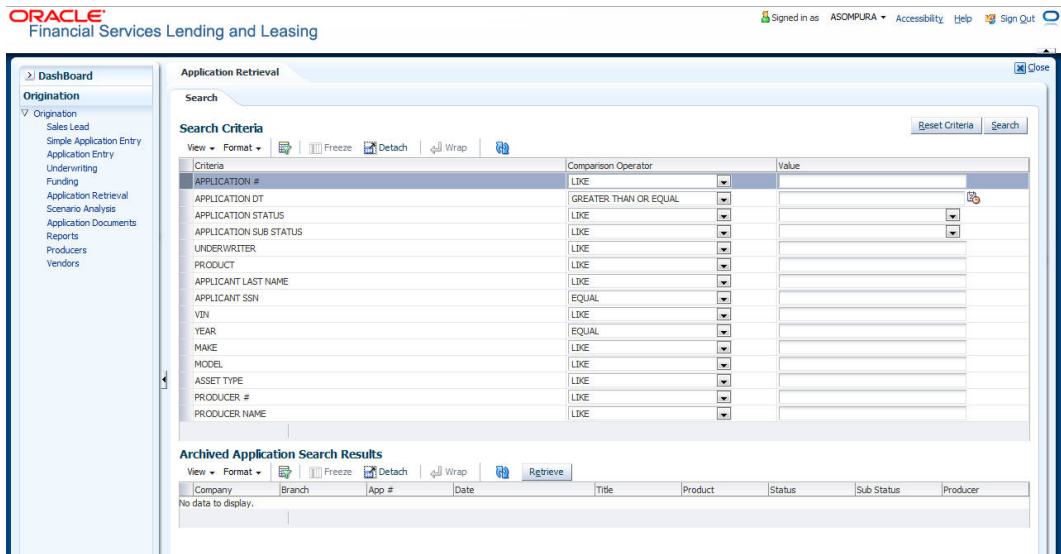 ORACLE
Signed in as ASOMPURA Accessibility Help Sign Out
Financial Services Lending and Leasing
DashBoard
Origination
Origination
Sales Lead
Simple Application Entry
Application Entry
Underwriting
Funding
Application Retrieval
Scenario Analysis
Application Documents
Reports
Producers
Vendors
Application Retrieval
Close
Search
Search Criteria
Reset Criteria Search
View Format Freeze Detach Wrap
Criteria Comparison Operator Value
APPLICATION # LIKE
APPLICATION DT GREATER THAN OR EQUAL
APPLICATION STATUS LIKE
APPLICATION SUB STATUS LIKE
UNDERWRITER LIKE
PRODUCT LIKE
APPLICANT LAST NAME LIKE
APPLICANT SSN EQUAL
VIN LIKE
YEAR EQUAL
MAKE LIKE
MODEL LIKE
ASSET TYPE LIKE
PRODUCER # LIKE
PRODUCER NAME LIKE
Archived Application Search Results
View Format Freeze Detach Wrap Retrieve
Company Branch App # Date Title Product Status Sub Status Producer
No data to display.